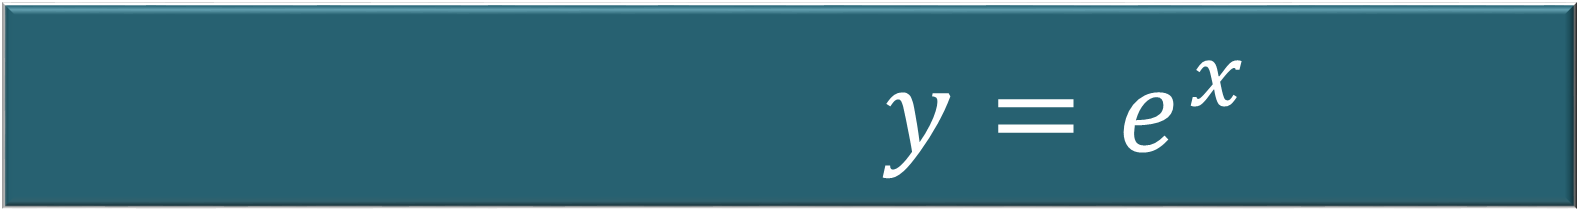 y = e^x